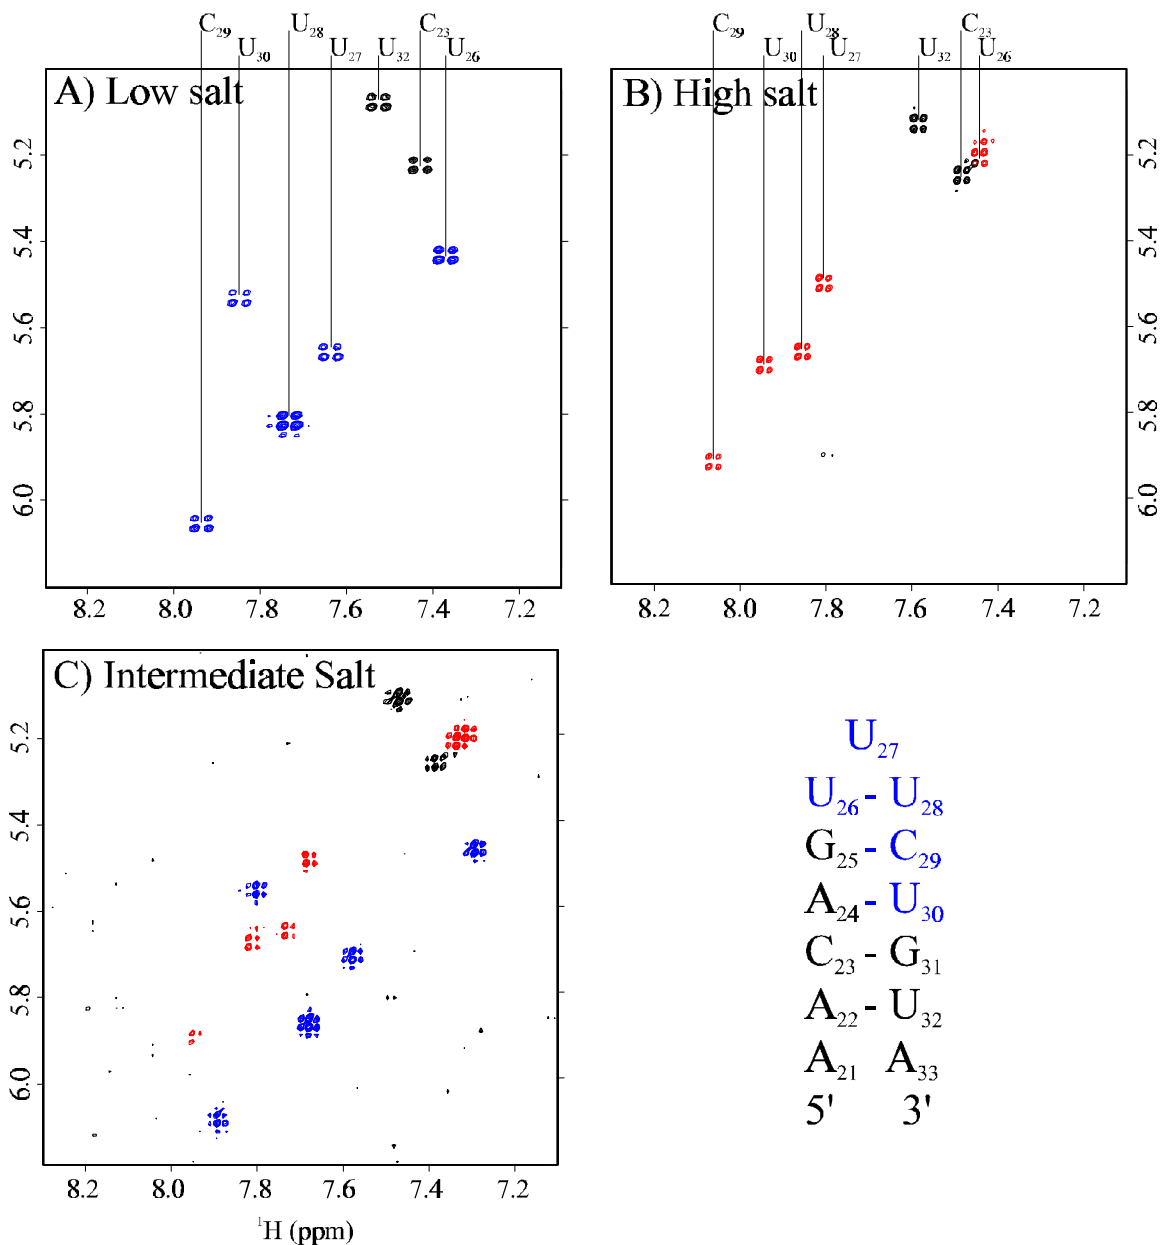 C29 U28 C23
U30 U27 U32 U26
A) Low salt
5.2
5.4
5.6
5.8
6.0
8.2 8.0 7.8 7.6 7.4 7.2
C29 U28 C23
U30 U27 U32 U26
B) High salt
5.2
5.4
5.6
5.8
6.0
8.2 8.0 7.8 7.6 7.4 7.2
C) Intermediate Salt
5.2
5.4
5.6
5.8
6.0
8.2 8.0 7.8 7.6 7.4 7.2
1H (ppm)
U27
U26 - U28
G25 - C29
A24 - U30
C23 - G31
A22 - U32
A21 A33
5' 3'